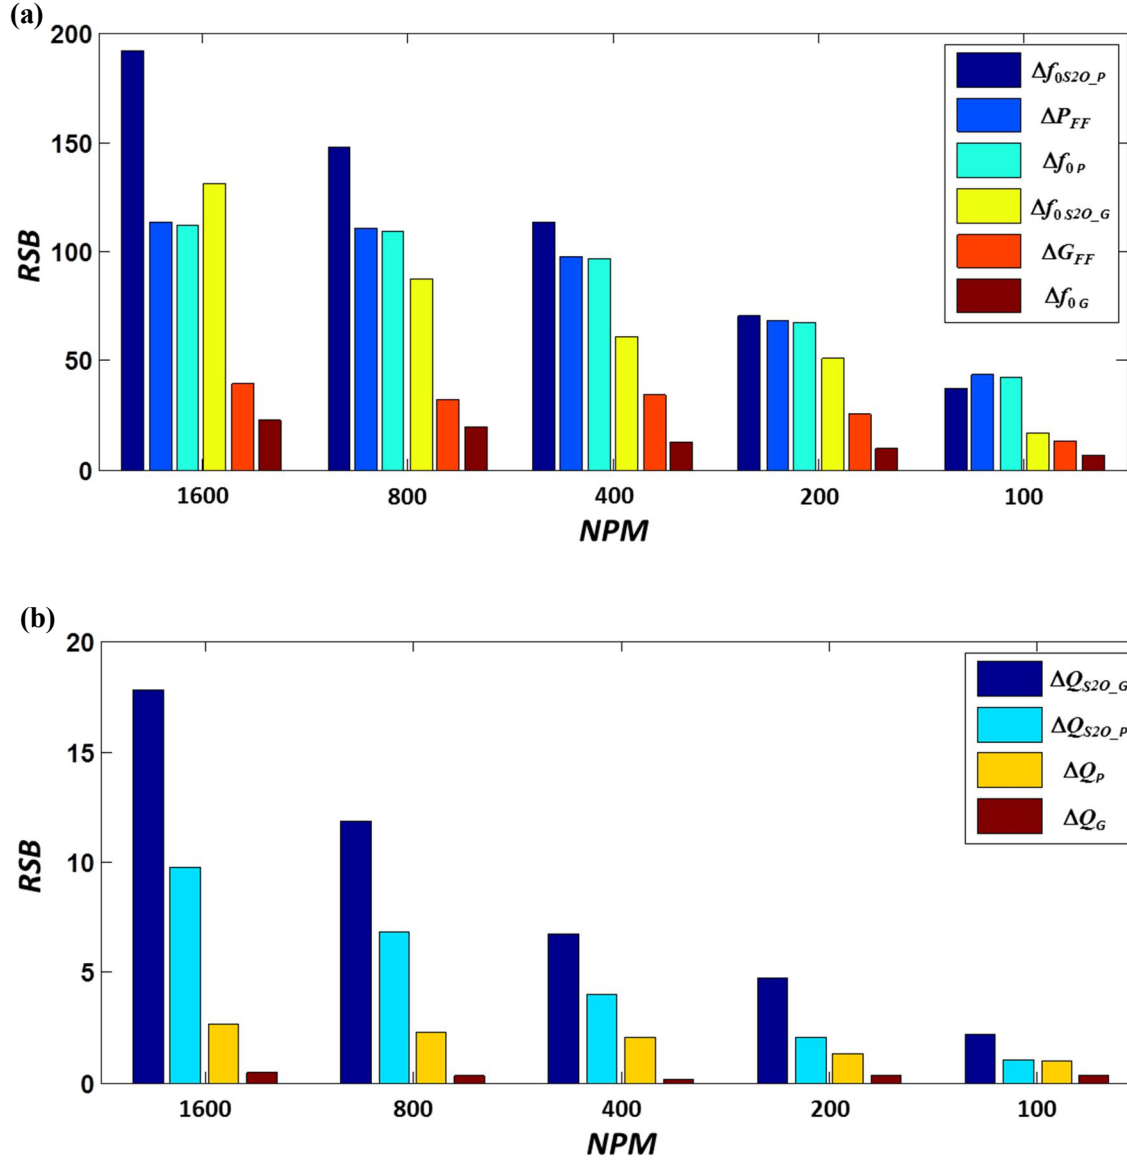 (a)
200
150
100
50
0
RSB
1600 800 400 200 100
NPM
Δf0S2O_P
ΔPFF
Δf0 P
Δf0 S2O_G
ΔGFF
Δf0 G
(b)
20
15
10
5
0
RSB
1600 800 400 200 100
NPM
ΔQS2O_G
ΔQS2O_P
ΔQP
ΔQG